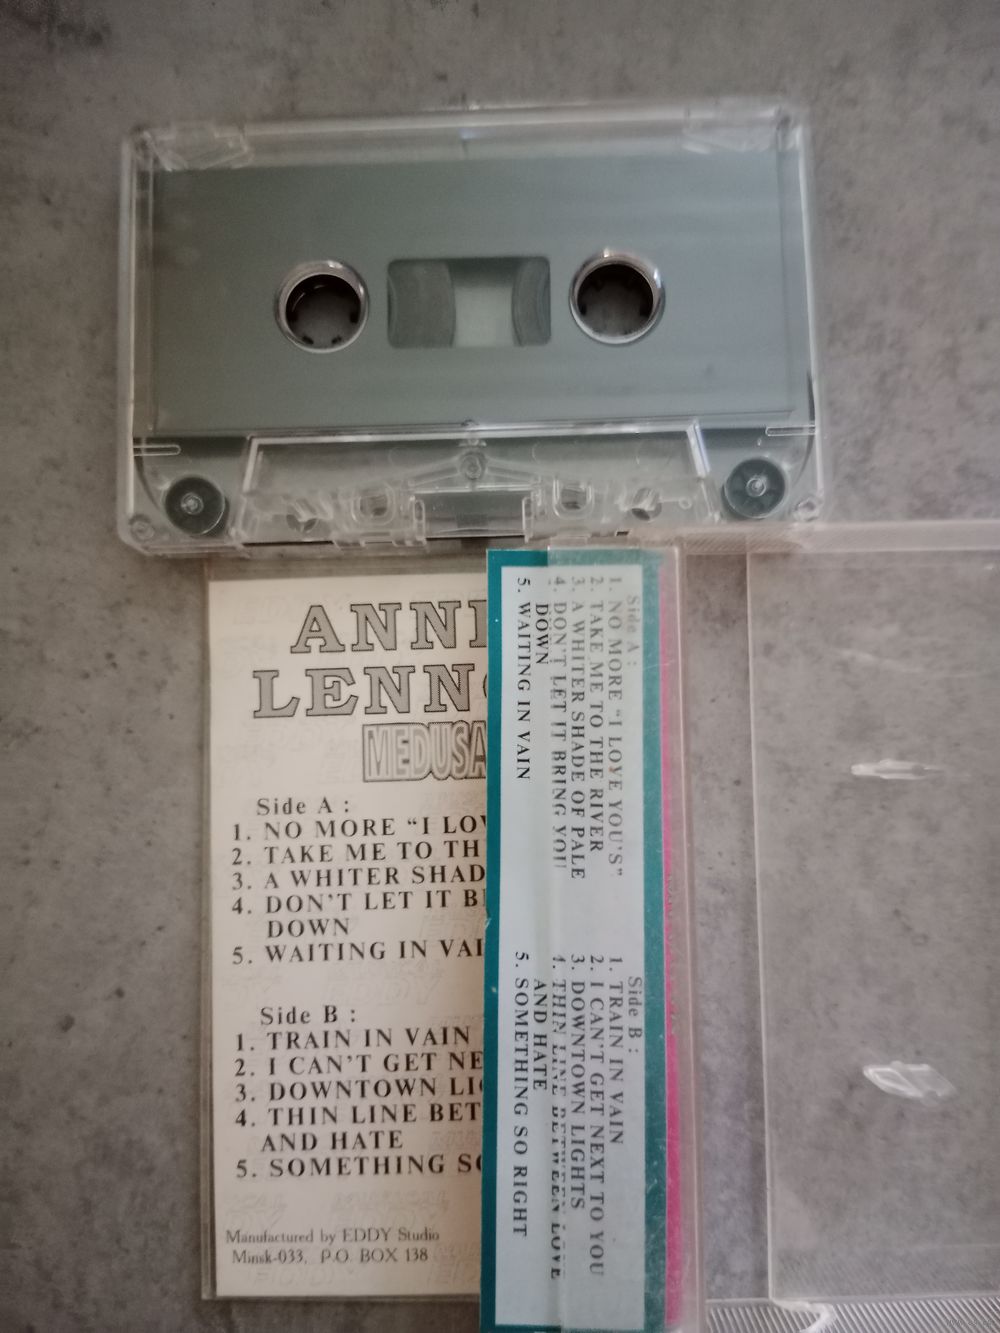 ANNI
LENN
MEDUSA
Side A :
1. NO MORE “I LOV
2. TAKE ME TO TH
3. A WHITER SHAD
4. DON’T LET IT B
DOWN
5. WAITING IN VAI
Side B :
1. TRAIN IN VAIN
2. I CAN’T GET NE
3. DOWNTOWN LI
4. THIN LINE BET
AND HATE
5. SOMETHING S
Manufactured by EDDY Studio
Minsk-033, P.O. BOX 138
Side A :
1. NO MORE “I LOVE YOU’S”
2. TAKE ME TO THE RIVER
3. A WHITER SHADE OF PALE
4. DON’T LET IT BRING YOU
DOWN
5. WAITING IN VAIN
Side B :
1. TRAIN IN VAIN
2. I CAN’T GET NEXT TO YOU
3. DOWNTOWN LIGHTS
4. THIN LINE BETWEEN LOVE
AND HATE
5. SOMETHING SO RIGHT